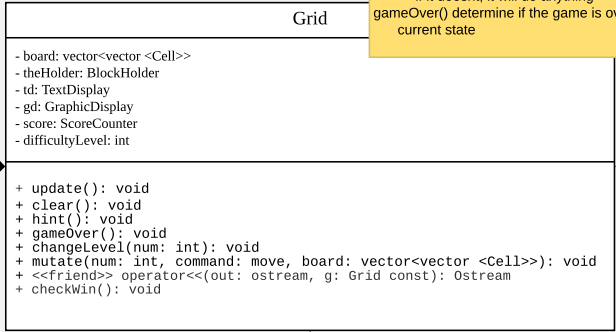 Grid
gameOver() determine if the game is
current state
- board: vector<vector <Cell>>
- theHolder: BlockHolder
- td: TextDisplay
- gd: GraphicDisplay
- score: ScoreCounter
- difficultyLevel: int
+ update(): void
+ clear(): void
+ hint(): void
+ gameOver(): void
+ changeLevel(num: int): void
+ mutate(num: int, command: move, board: vector<vector <Cell>>): void
+ <<friend>> operator<<(out: ostream, g: Grid const): Ostream
+ checkWin(): void